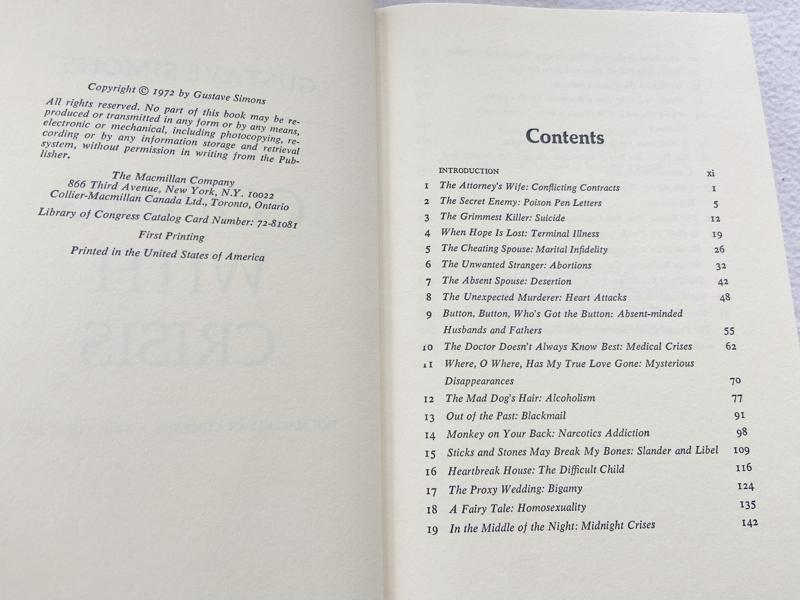 Copyright © 1972 by Gustave Simons
All rights reserved. No part of this book may be re-
produced or transmitted in any form or by any means,
electronic or mechanical, including photocopying, re-
cording or by any information storage and retrieval
system, without permission in writing from the Pub-
lisher.
The Macmillan Company
866 Third Avenue, New York, N.Y. 10022
Collier-Macmillan Canada Ltd., Toronto, Ontario
Library of Congress Catalog Card Number: 72-81081
First Printing
Printed in the United States of America
Contents
INTRODUCTION xi
1 The Attorney's Wife: Conflicting Contracts 1
2 The Secret Enemy: Poison Pen Letters 5
3 The Grimmest Killer: Suicide 12
4 When Hope Is Lost: Terminal Illness 19
5 The Cheating Spouse: Marital Infidelity 26
6 The Unwanted Stranger: Abortions 32
7 The Absent Spouse: Desertion 42
8 The Unexpected Murderer: Heart Attacks 48
9 Button, Button, Who's Got the Button: Absent-minded
Husbands and Fathers 55
10 The Doctor Doesn't Always Know Best: Medical Crises 62
11 Where, O Where, Has My True Love Gone: Mysterious
Disappearances 70
12 The Mad Dog's Hair: Alcoholism 77
13 Out of the Past: Blackmail 91
14 Monkey on Your Back: Narcotics Addiction 98
15 Sticks and Stones May Break My Bones: Slander and Libel 109
16 Heartbreak House: The Difficult Child 116
17 The Proxy Wedding: Bigamy 124
18 A Fairy Tale: Homosexuality 135
19 In the Middle of the Night: Midnight Crises 142